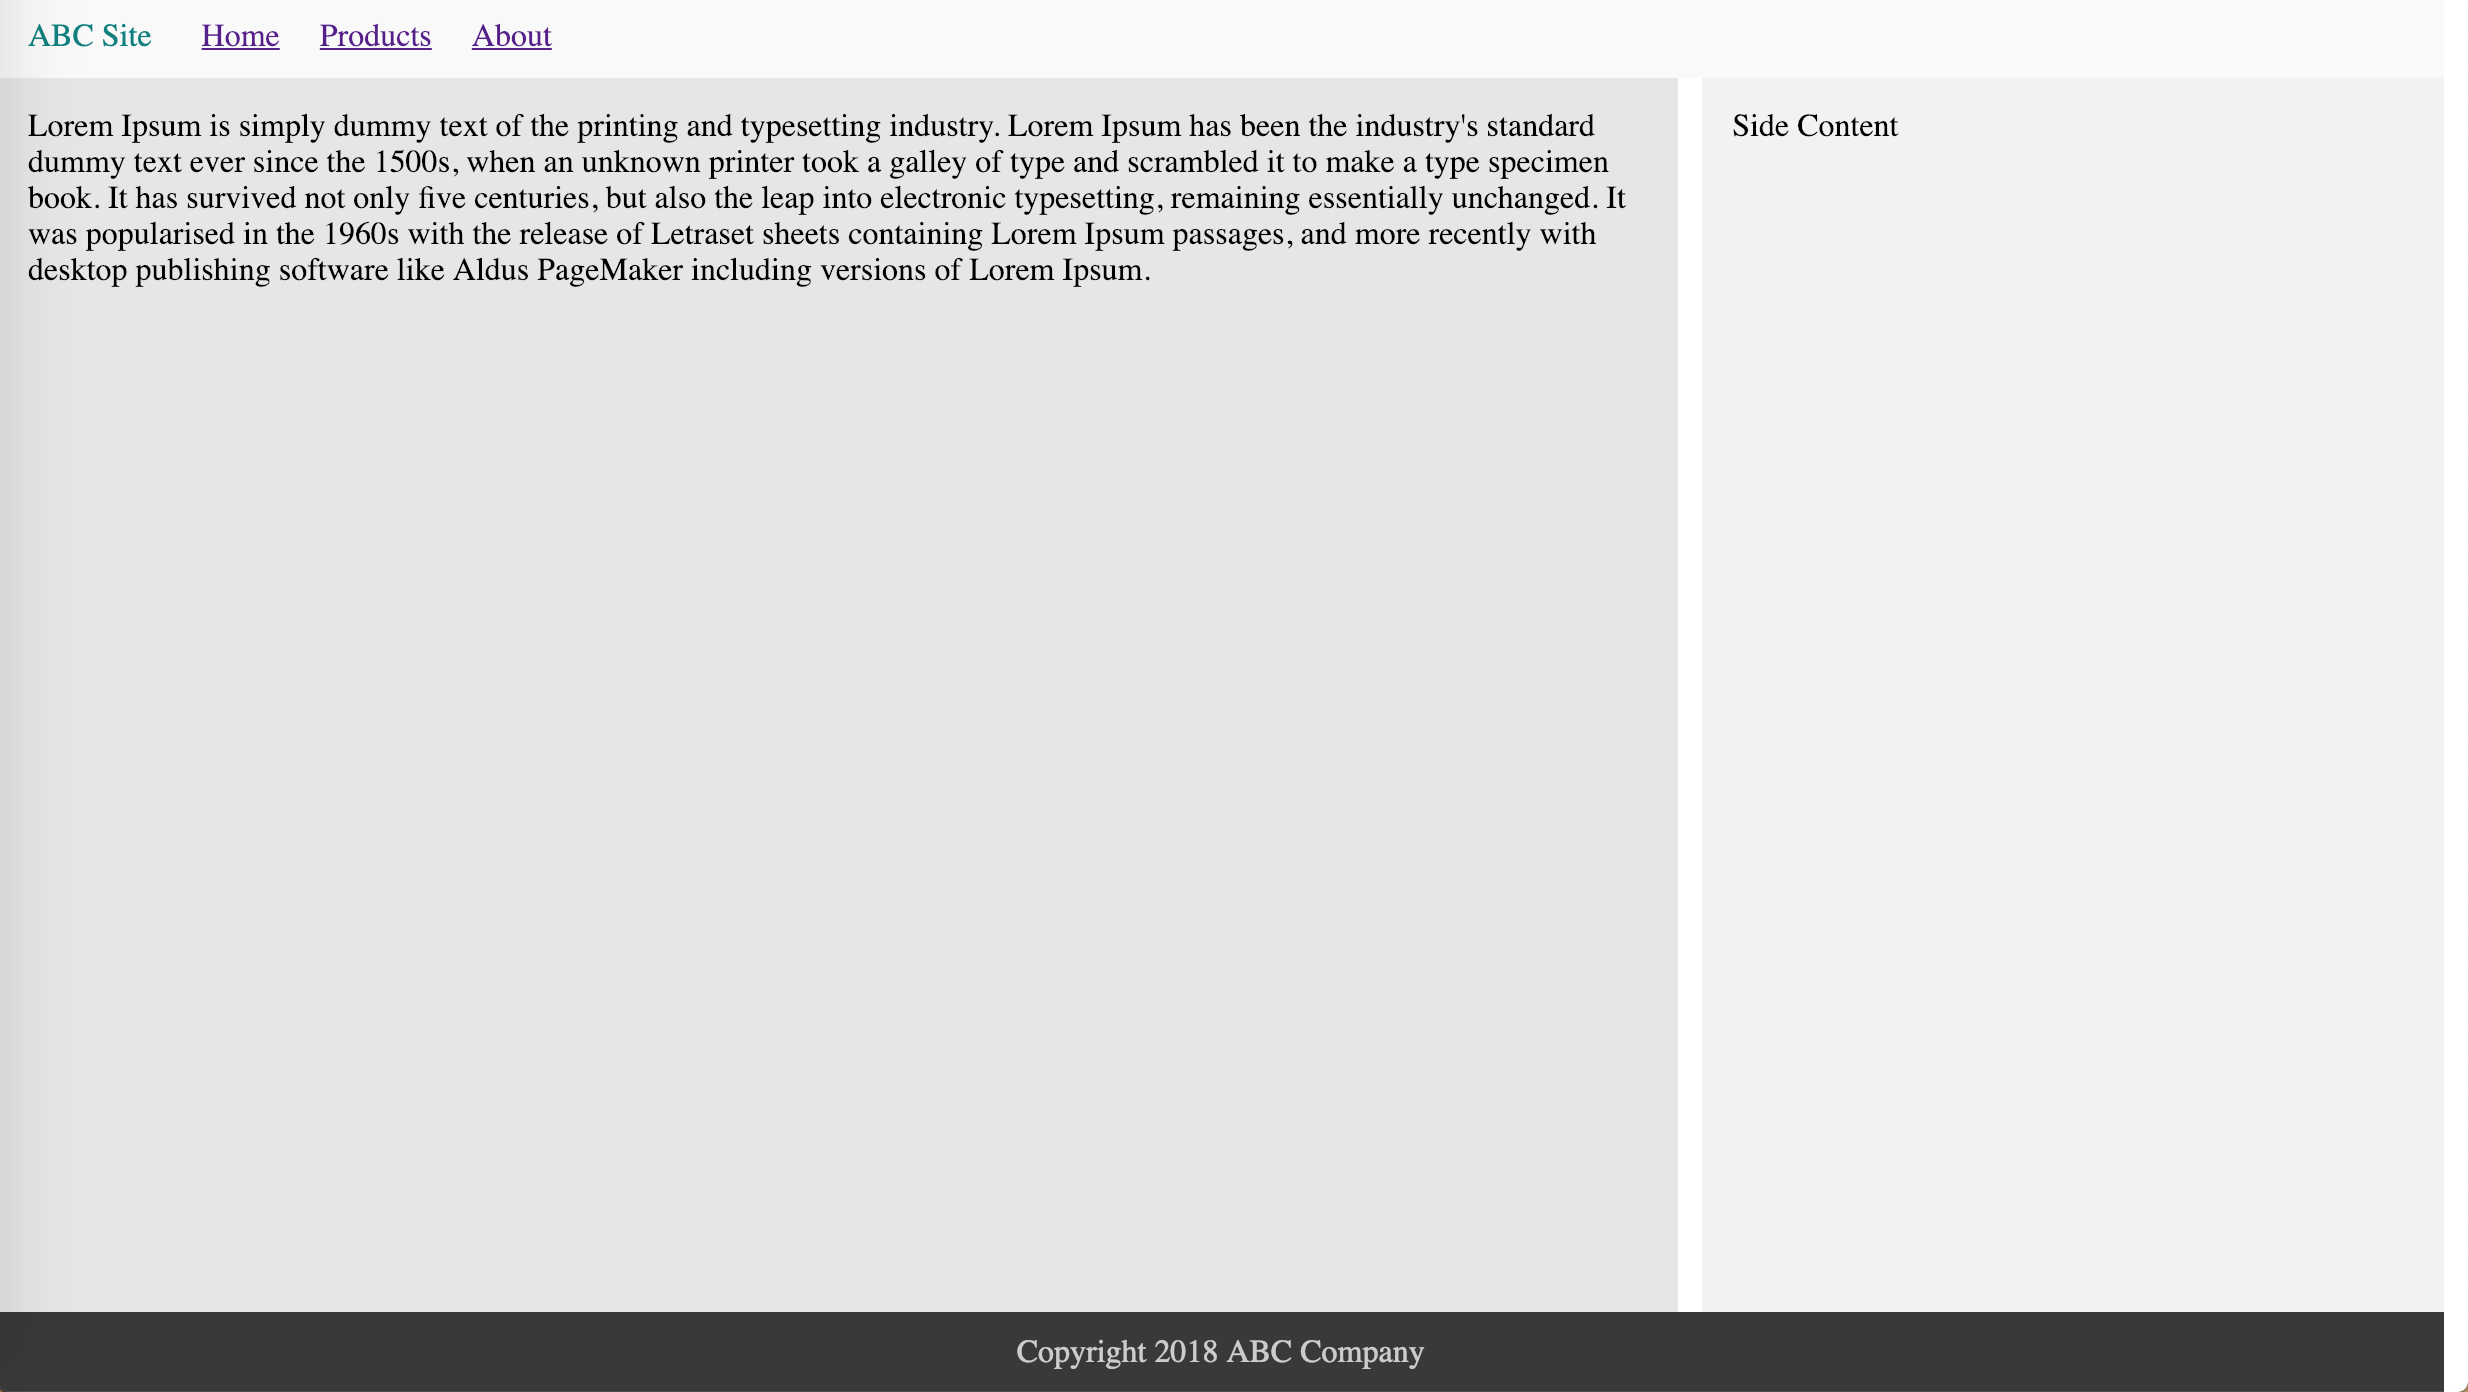 ABC Site Home Products About
Lorem Ipsum is simply dummy text of the printing and typesetting industry. Lorem Ipsum has been the industry's standard
dummy text ever since the 1500s, when an unknown printer took a galley of type and scrambled it to make a type specimen
book. It has survived not only five centuries, but also the leap into electronic typesetting, remaining essentially unchanged. It
was popularised in the 1960s with the release of Letraset sheets containing Lorem Ipsum passages, and more recently with
desktop publishing software like Aldus PageMaker including versions of Lorem Ipsum.
Side Content
Copyright 2018 ABC Company